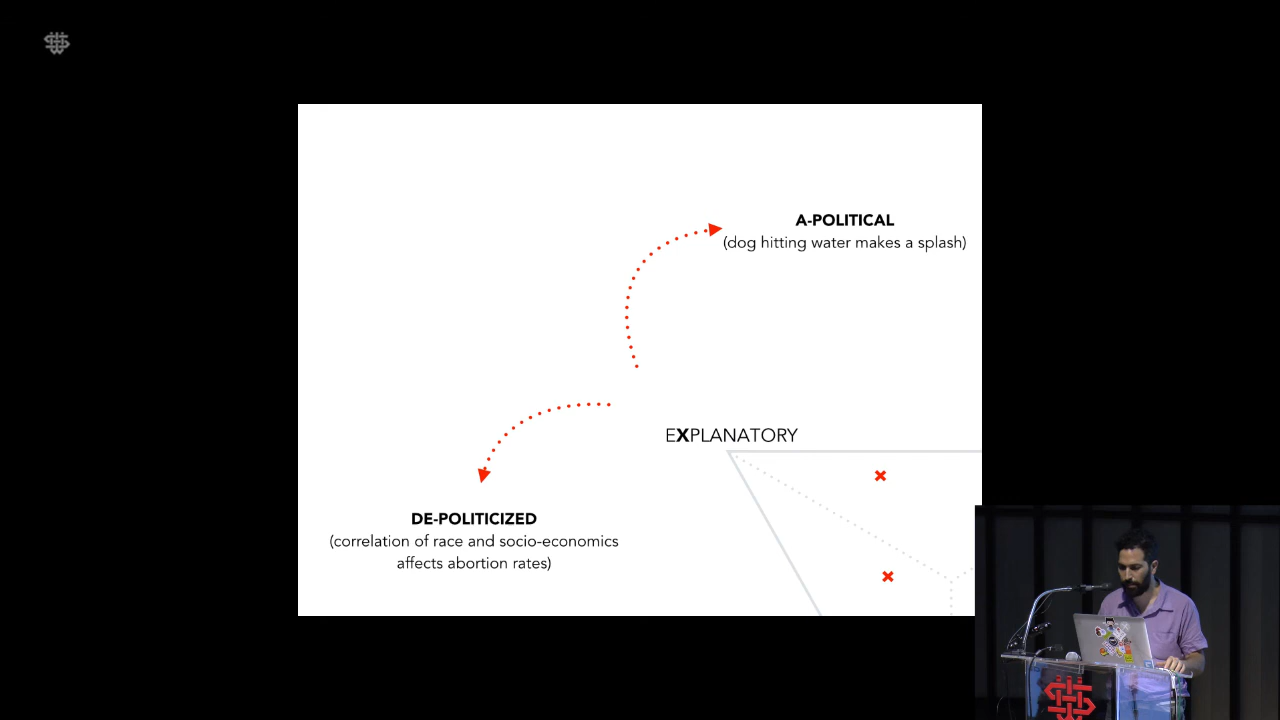 A-POLITICAL
(dog hitting water makes a splash)
EXPLANATORY
DE-POLITICIZED
(correlation of race and socio-economics
affects abortion rates)